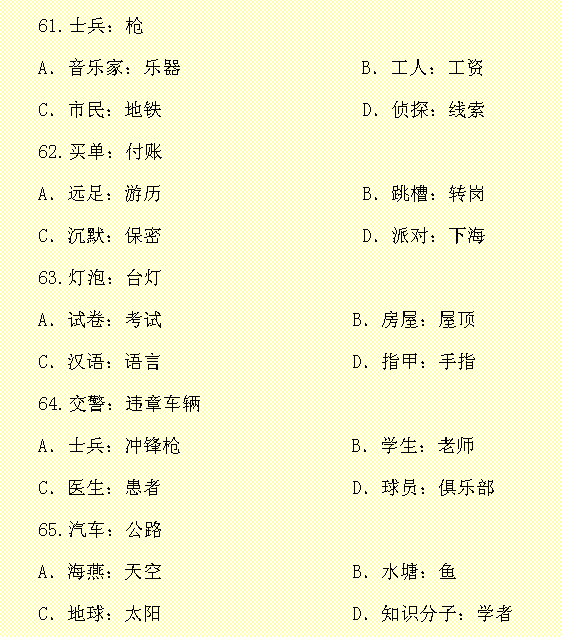 61.士兵：枪
A．音乐家：乐器 B．工人：工资
C．市民：地铁 D．侦探：线索
62.买单：付账
A．远足：游历 B．跳槽：转岗
C．沉默：保密 D．派对：下海
63.灯泡：台灯
A．试卷：考试 B．房屋：屋顶
C．汉语：语言 D．指甲：手指
64.交警：违章车辆
A．士兵：冲锋枪 B．学生：老师
C．医生：患者 D．球员：俱乐部
65.汽车：公路
A．海燕：天空 B．水塘：鱼
C．地球：太阳 D．知识分子：学者